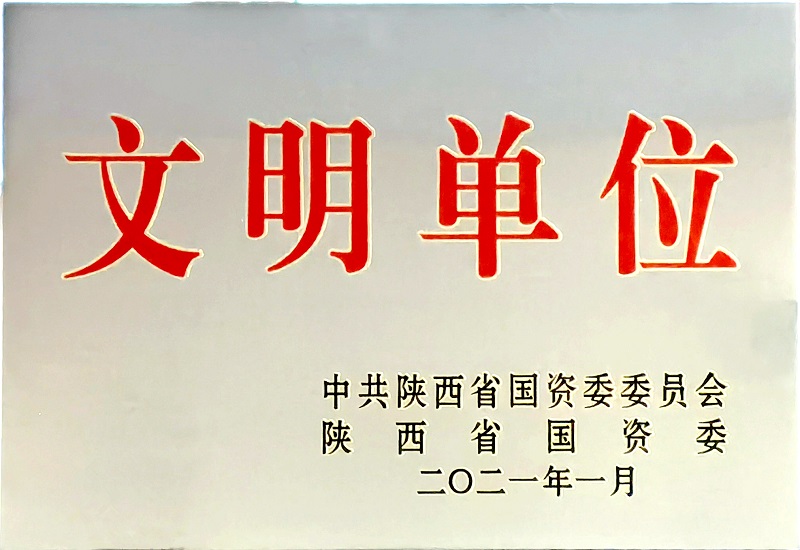 文明单位
中共陕西省国资委委员会
陕西省国资委
二〇二一年一月